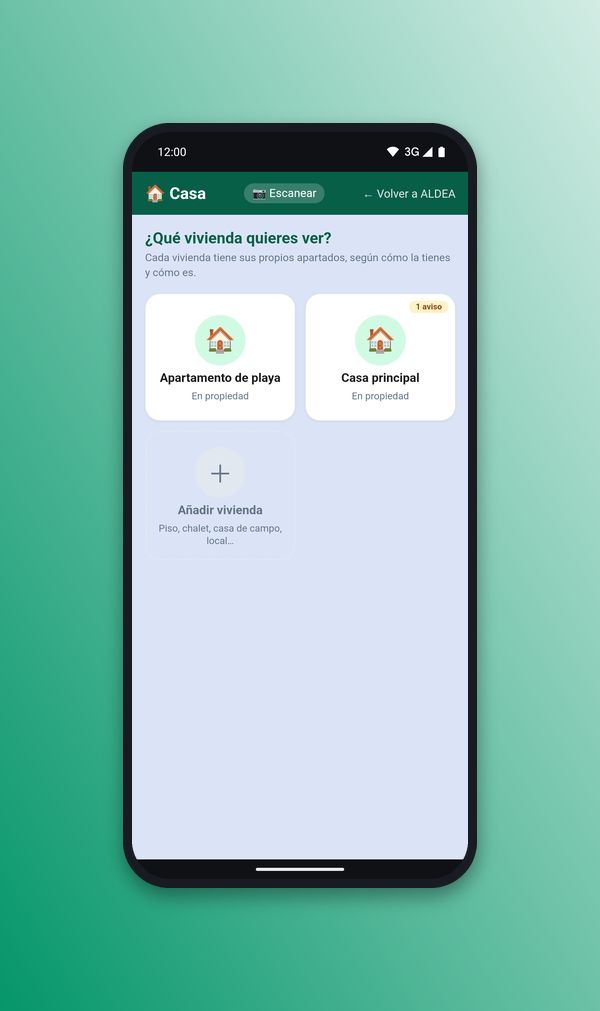 12:00
3G
Casa
Escanear
← Volver a ALDEA
¿Qué vivienda quieres ver?
Cada vivienda tiene sus propios apartados, según cómo la tienes
y cómo es.
1 aviso
Apartamento de playa
En propiedad
Casa principal
En propiedad
Añadir vivienda
Piso, chalet, casa de campo,
local…